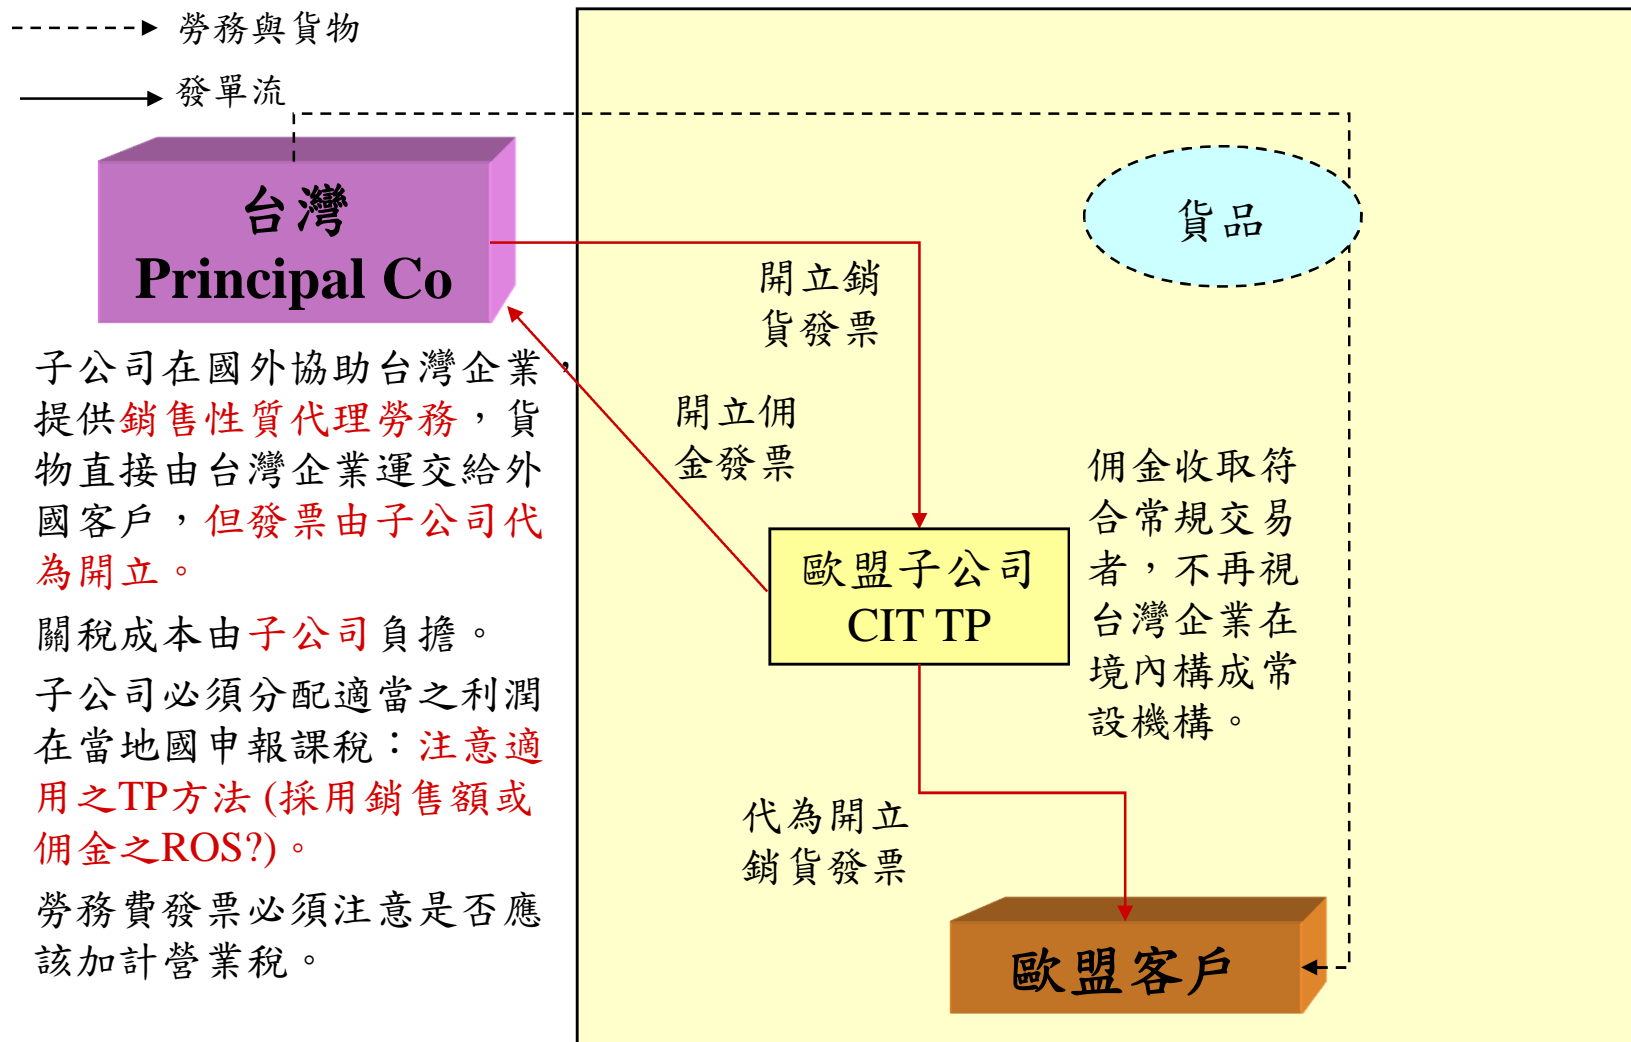 勞務與貨物
發單流
台灣
Principal Co
子公司在國外協助台灣企業,
提供銷售性質代理勞務,貨
物直接由台灣企業運交給外
國客戶,但發票由子公司代
為開立。
關稅成本由子公司負擔。
子公司必須分配適當之利潤
在當地國申報課稅:注意適
用之TP方法 (採用銷售額或
佣金之ROS?)。
勞務費發票必須注意是否應
該加計營業稅。
貨品
開立銷
貨發票
開立佣
金發票
歐盟子公司
CIT TP
佣金收取符
合常規交易
者,不再視
台灣企業在
境內構成常
設機構。
代為開立
銷貨發票
歐盟客戶